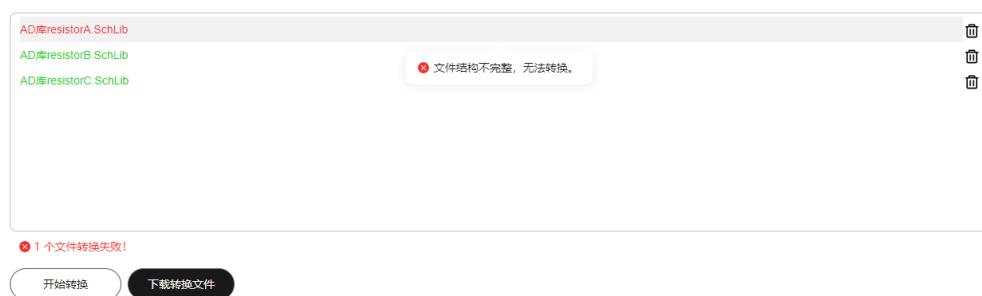 AD库resistorA.SchLib
AD库resistorB.SchLib
文件结构不完整，无法转换。
AD库resistorC.SchLib
1 个文件转换失败！
开始转换
下载转换文件